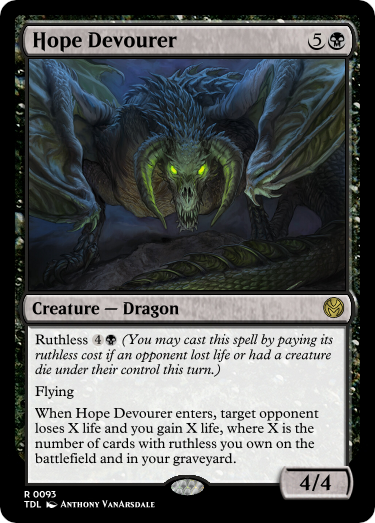 Hope Devourer 5
Creature — Dragon
Ruthless 4 (You may cast this spell by paying its
ruthless cost if an opponent lost life or had a creature
die under their control this turn.)
Flying
When Hope Devourer enters, target opponent
loses X life and you gain X life, where X is the
number of cards with ruthless you own on the
battlefield and in your graveyard.
4/4
R 0093
TDL Anthony VanArsdale